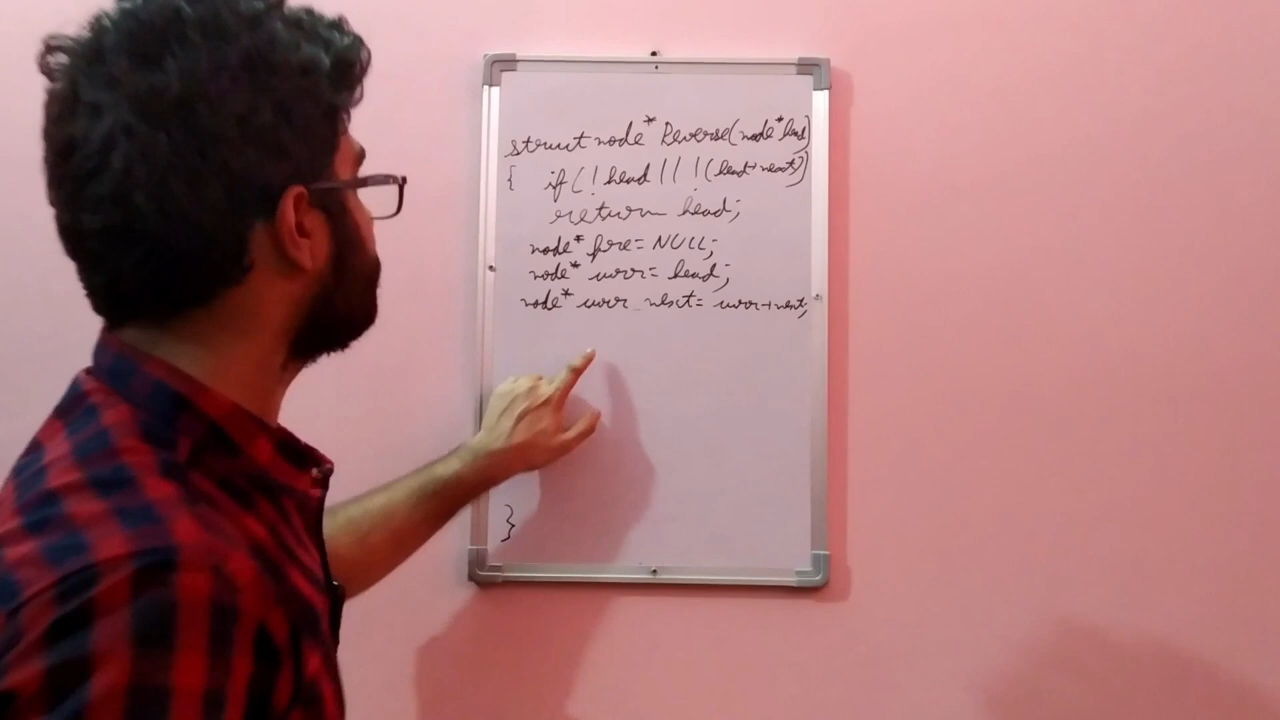 struct node* Reverse(node* head)
{ if(!head || !(head→next))
return head;
node* pre= NULL;
node* curr= head;
node* curr_next= curr→next;
}